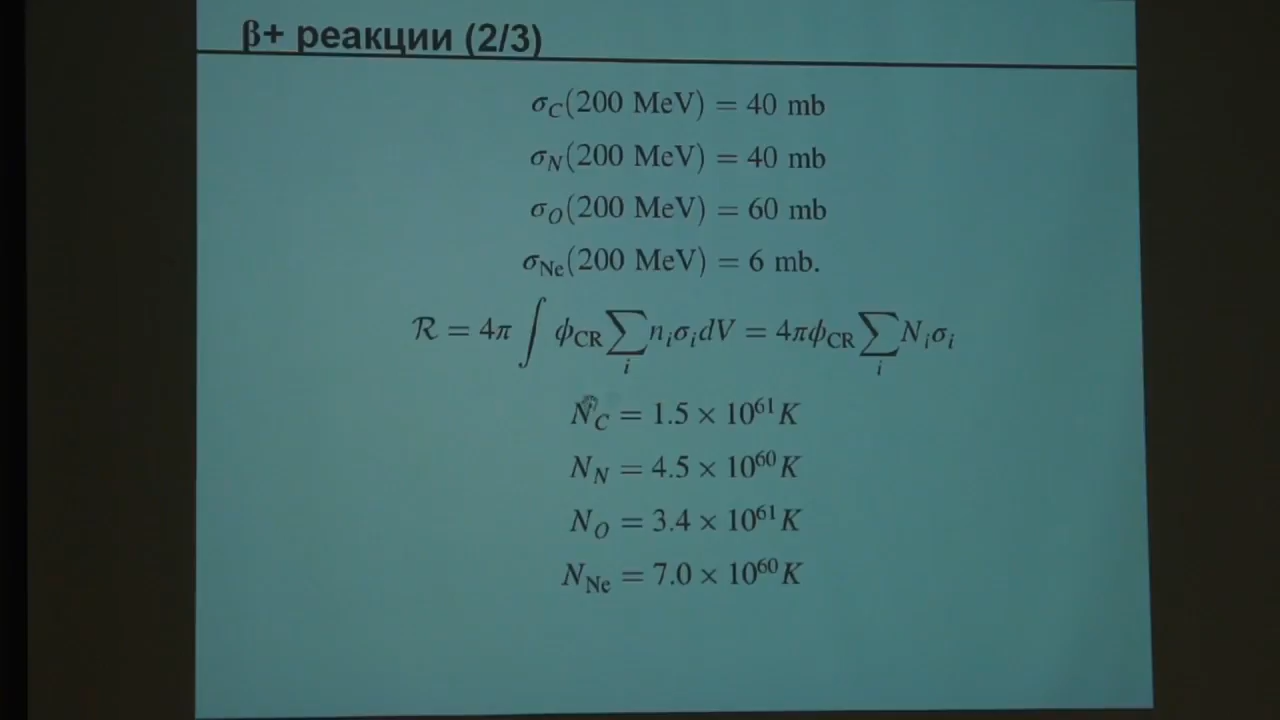 β+ реакции (2/3)
σ_C(200 MeV) = 40 mb
σ_N(200 MeV) = 40 mb
σ_O(200 MeV) = 60 mb
σ_Ne(200 MeV) = 6 mb.
ℛ = 4π ∫ ϕ_CR ∑_i n_i σ_i dV = 4πϕ_CR ∑_i N_i σ_i
N_C = 1.5 × 10^61 K
N_N = 4.5 × 10^60 K
N_O = 3.4 × 10^61 K
N_Ne = 7.0 × 10^60 K